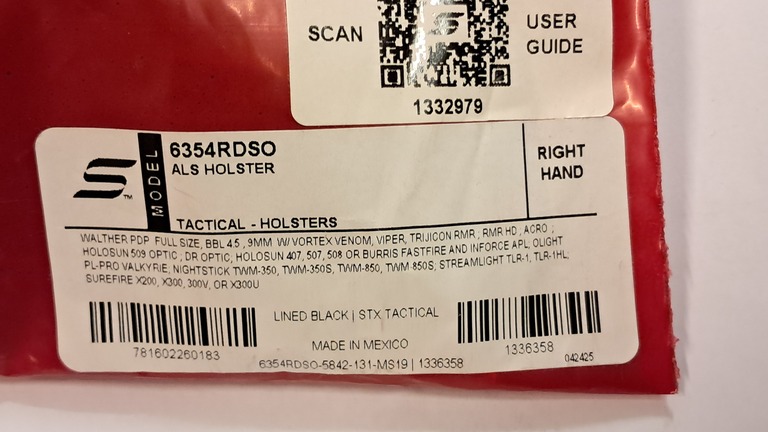 SCAN
USER
GUIDE
1332979
S
TM
MODEL
6354RDSO
ALS HOLSTER
RIGHT
HAND
TACTICAL - HOLSTERS
WALTHER PDP FULL SIZE, BBL 4.5 , 9MM W/ VORTEX VENOM, VIPER, TRIJICON RMR ; RMR HD , ACRO ;
HOLOSUN 509 OPTIC ; DR OPTIC, HOLOSUN 407, 507, 508 OR BURRIS FASTFIRE AND INFORCE APL, OLIGHT
PL-PRO VALKYRIE, NIGHTSTICK TWM-350, TWM-350S, TWM-850, TWM-850S, STREAMLIGHT TLR-1, TLR-1HL,
SUREFIRE X200, X300, 300V, OR X300U
LINED BLACK | STX TACTICAL
MADE IN MEXICO
781602260183
6354RDSO-5842-131-MS19 | 1336358
1336358
042425